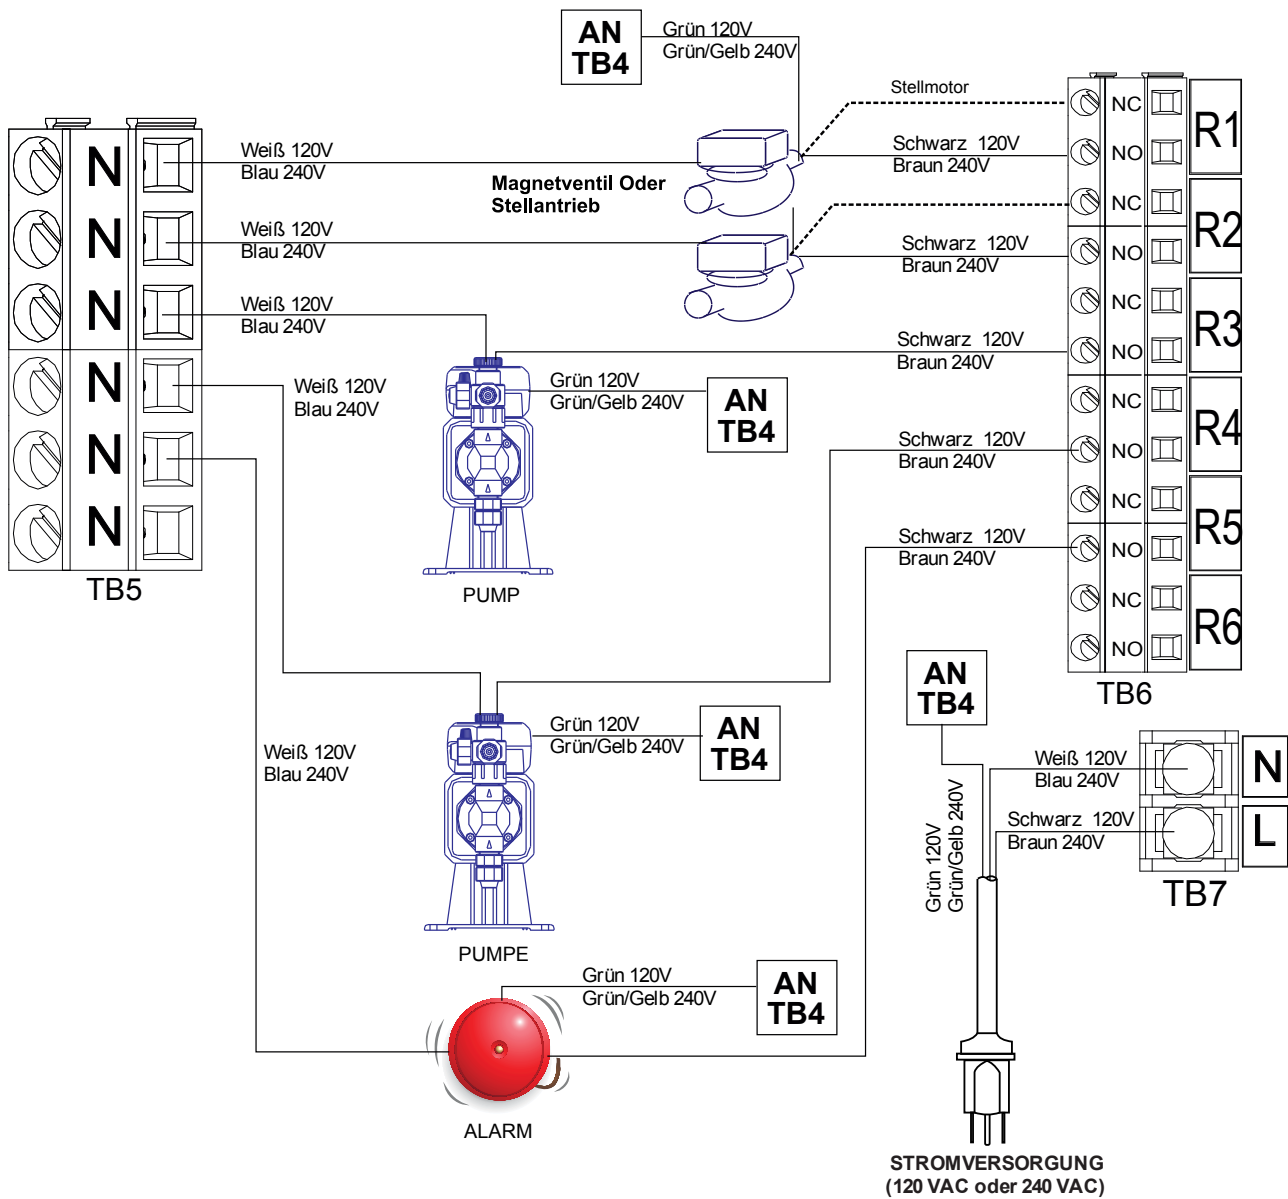 AN
TB4
Grün 120V
Grün/Gelb 240V
Stellmotor
Weiß 120V
Blau 240V
Magnetventil Oder
Stellantrieb
Schwarz 120V
Braun 240V
Weiß 120V
Blau 240V
Schwarz 120V
Braun 240V
Weiß 120V
Blau 240V
Schwarz 120V
Braun 240V
Weiß 120V
Blau 240V
Grün 120V
Grün/Gelb 240V
AN
TB4
Schwarz 120V
Braun 240V
Schwarz 120V
Braun 240V
N
N
N
N
N
N
TB5
PUMP
NC
NO
NC
NO
NC
NO
NC
NO
NC
NO
NC
NO
R1
R2
R3
R4
R5
R6
TB6
Weiß 120V
Blau 240V
Grün 120V
Grün/Gelb 240V
AN
TB4
PUMPE
Grün 120V
Grün/Gelb 240V
AN
TB4
ALARM
AN
TB4
Grün 120V
Grün/Gelb 240V
Weiß 120V
Blau 240V
Schwarz 120V
Braun 240V
N
L
TB7
STROMVERSORGUNG
(120 VAC oder 240 VAC)